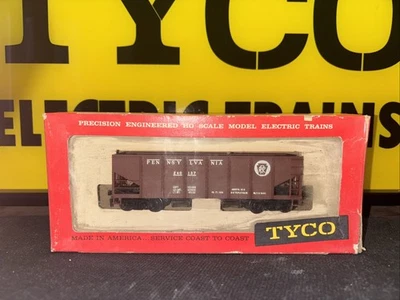 TYCO
ELECTRIC TRAINS
PRECISION ENGINEERED HO SCALE MODEL ELECTRIC TRAINS
PENNSYLVANIA
MADE IN AMERICA... SERVICE COAST TO COAST
TYCO